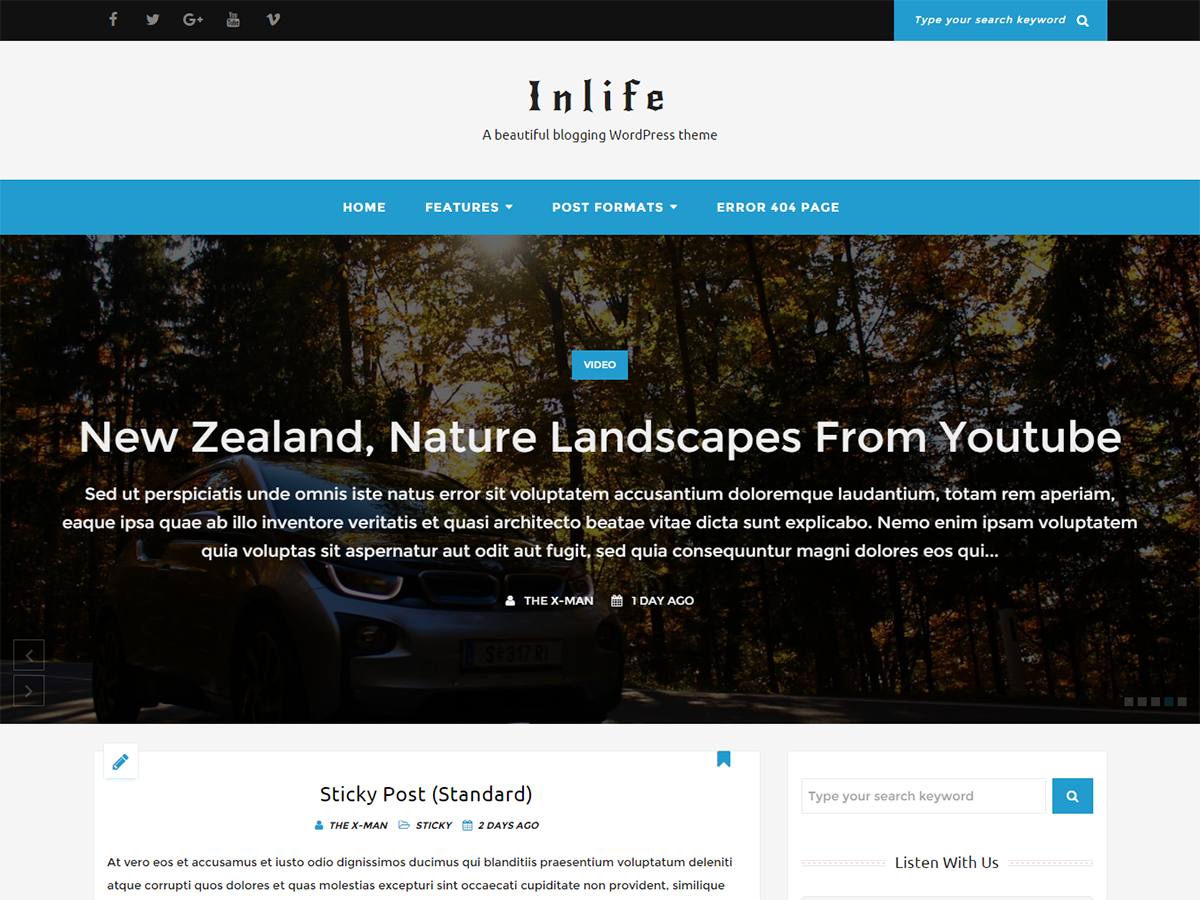 Type your search keyword
Inlife
A beautiful blogging WordPress theme
HOME FEATURES POST FORMATS ERROR 404 PAGE
VIDEO
New Zealand, Nature Landscapes From Youtube
Sed ut perspiciatis unde omnis iste natus error sit voluptatem accusantium doloremque laudantium, totam rem aperiam,
eaque ipsa quae ab illo inventore veritatis et quasi architecto beatae vitae dicta sunt explicabo. Nemo enim ipsam voluptatem
quia voluptas sit aspernatur aut odit aut fugit, sed quia consequuntur magni dolores eos qui...
THE X-MAN 1 DAY AGO
Sticky Post (Standard)
THE X-MAN STICKY 2 DAYS AGO
At vero eos et accusamus et iusto odio dignissimos ducimus qui blanditiis praesentium voluptatum deleniti
atque corrupti quos dolores et quas molestias excepturi sint occaecati cupiditate non provident, similique
Type your search keyword
Listen With Us